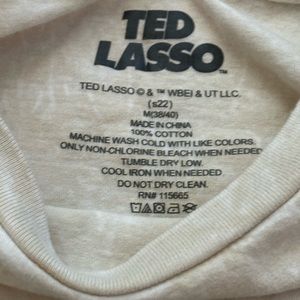 TED
LASSO™
TED LASSO © & ™ WBEI & UT LLC.
(s22)
M(38/40)
MADE IN CHINA
100% COTTON
MACHINE WASH COLD WITH LIKE COLORS.
ONLY NON-CHLORINE BLEACH WHEN NEEDED
TUMBLE DRY LOW.
COOL IRON WHEN NEEDED
DO NOT DRY CLEAN.
RN# 115665